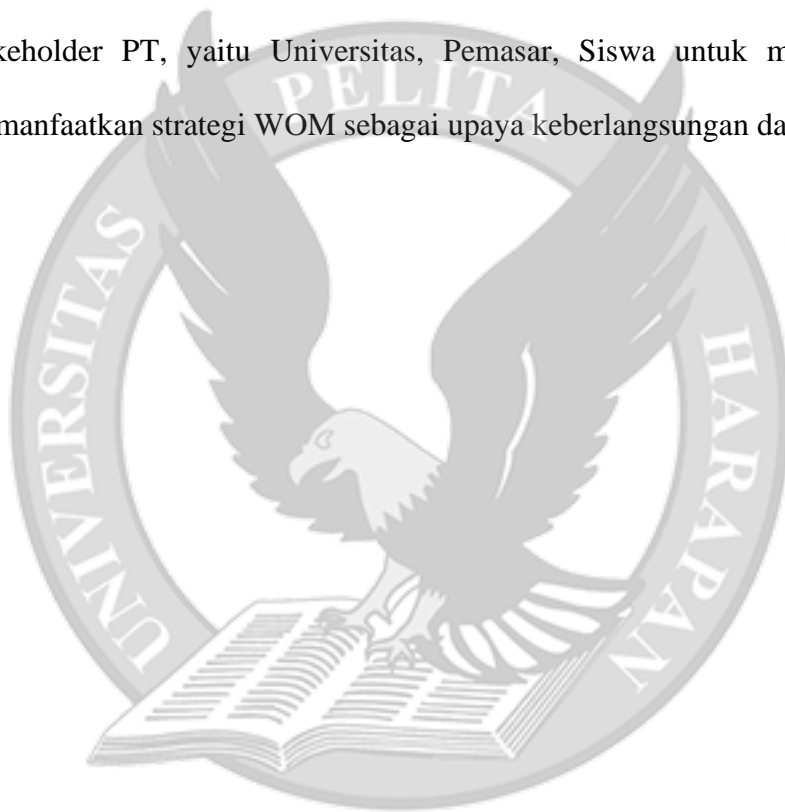 keholder PT, yaitu Universitas, Pemasar, Siswa untuk m
manfaatkan strategi WOM sebagai upaya keberlangsungan da
UNIVERSITAS PELITA HARAPAN